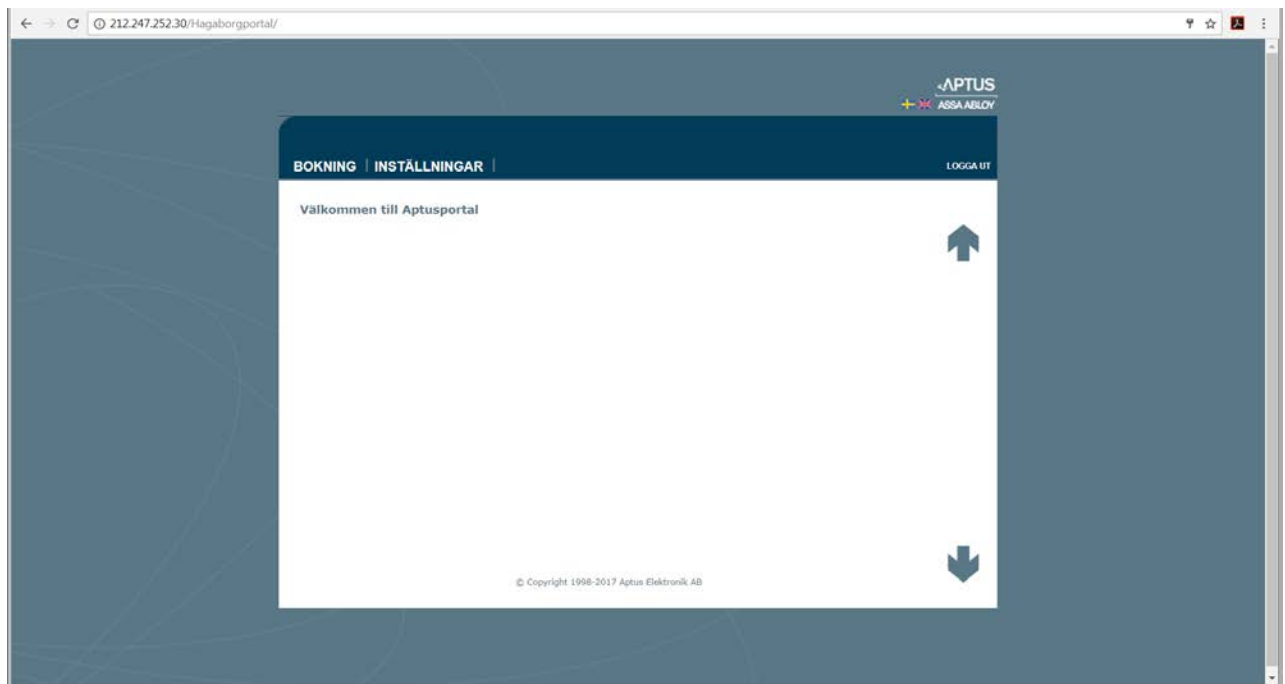 212.247.252.30/Hagaborgportal/
APTUS
ASSA ABLOY
BOKNING | INSTÄLLNINGAR |
LOGGA UT
Välkommen till Aptusportal
© Copyright 1998-2017 Aptus Elektronik AB